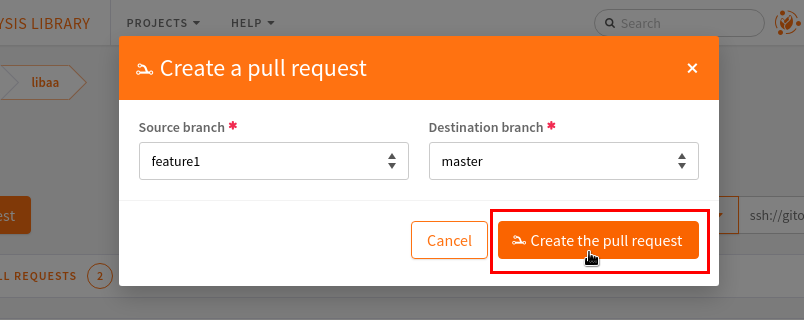 YSIS LIBRARY
PROJECTS
HELP
Search
libaa
Create a pull request
×
Source branch *
Destination branch *
feature1
master
est
ssh://gito
Cancel
Create the pull request
LL REQUESTS 2